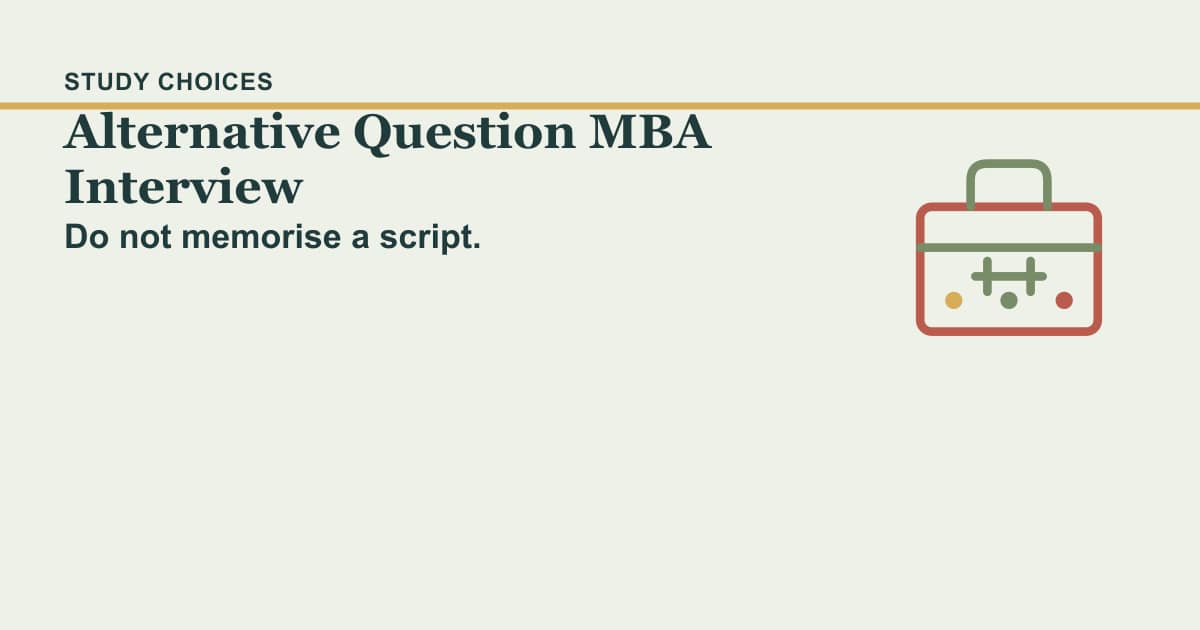 STUDY CHOICES
Alternative Question MBA
Interview
Do not memorise a script.